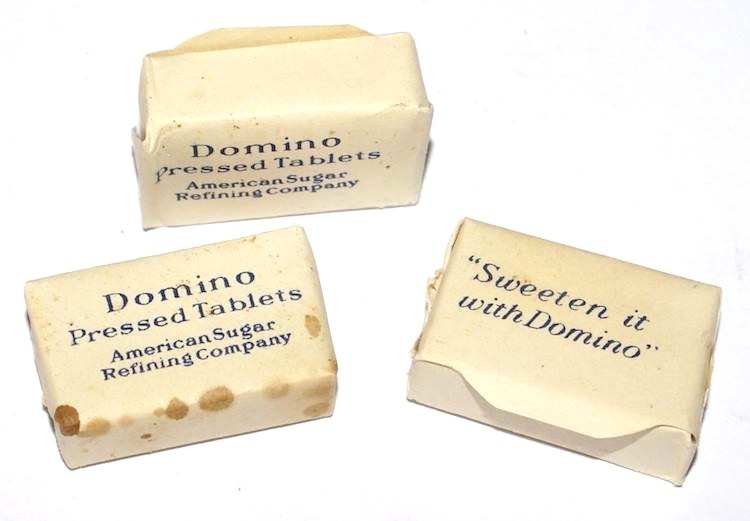 Domino
Pressed Tablets
American Sugar
Refining Company
Domino
Pressed Tablets
American Sugar
Refining Company
"Sweeten it
with Domino"